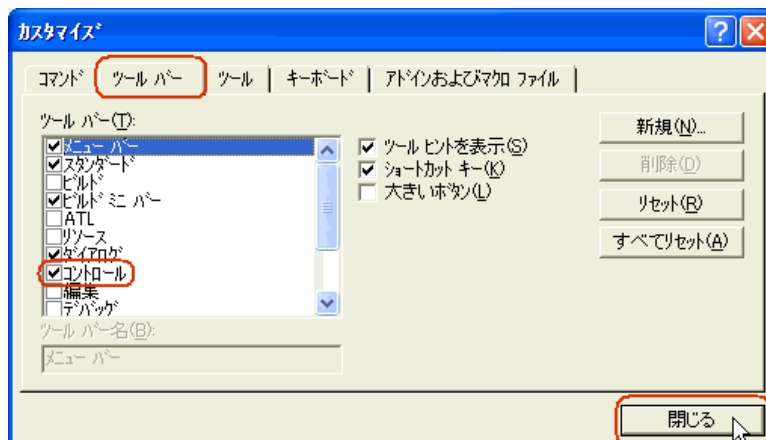 カスタマイズ
コマンド ツール バー ツール キーボード アドインおよびマクロ ファイル
ツール バー(T):
メニュー バー
スタンダード
ビルド
ビルド ミニ バー
ATL
リソース
ダイアログ
コントロール
編集
デバッグ
ツール バー名(B):
メニュー バー
ツール ヒントを表示(S)
ショートカット キー(K)
大きいボタン(L)
新規(N)...
削除(D)
リセット(R)
すべてリセット(A)
閉じる